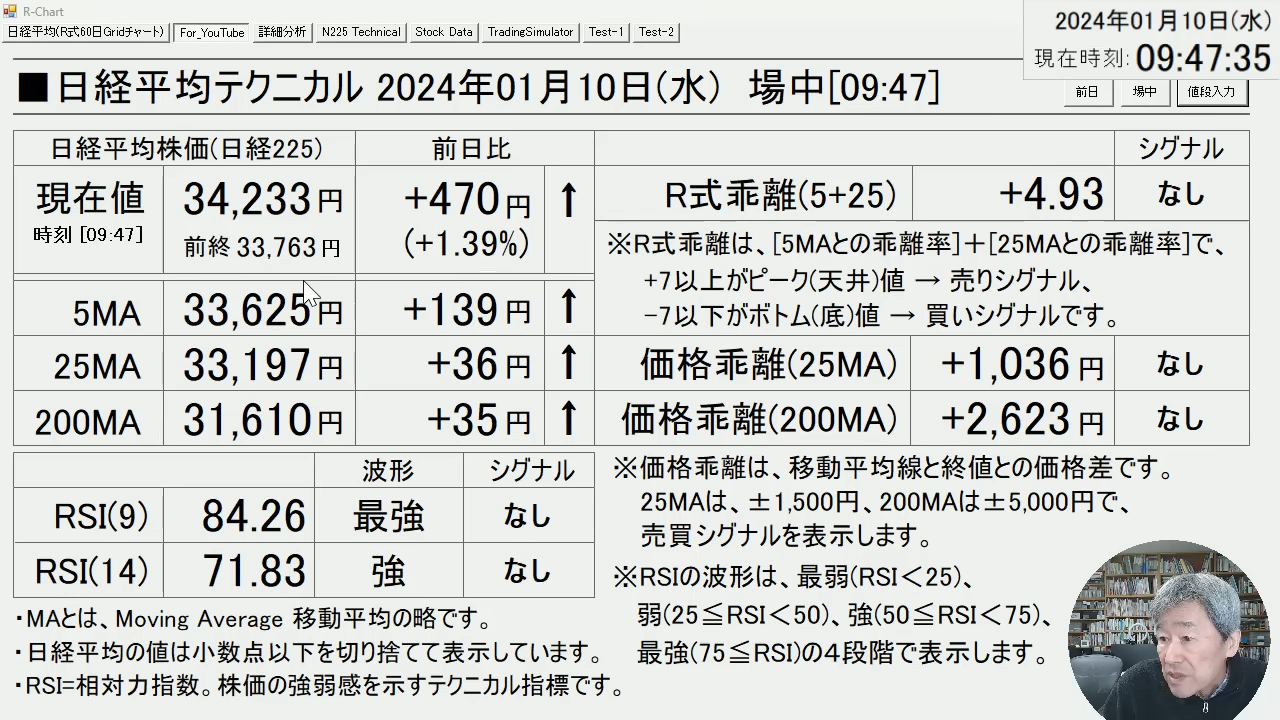 R-Chart
日経平均(R式60日Gridチャート) For_YouTube 詳細分析 N225 Technical Stock Data TradingSimulator Test-1 Test-2
2024年01月10日(水)
現在時刻: 09:47:35
■日経平均テクニカル 2024年01月10日(水) 場中[09:47]
前日 場中 値段入力
日経平均株価(日経225) 前日比 シグナル
現在値 34,233円 +470円 ↑
時刻 [09:47] 前終 33,763円 (+1.39%)
R式乖離(5+25) +4.93 なし
※R式乖離は、[5MAとの乖離率]+[25MAとの乖離率]で、
+7以上がピーク(天井)値 → 売りシグナル、
-7以下がボトム(底)値 → 買いシグナルです。
5MA 33,625円 +139円 ↑
25MA 33,197円 +36円 ↑ 価格乖離(25MA) +1,036円 なし
200MA 31,610円 +35円 ↑ 価格乖離(200MA) +2,623円 なし
波形 シグナル
RSI(9) 84.26 最強 なし
RSI(14) 71.83 強 なし
※価格乖離は、移動平均線と終値との価格差です。
25MAは、±1,500円、200MAは±5,000円で、
売買シグナルを表示します。
※RSIの波形は、最弱(RSI<25)、
弱(25≦RSI<50)、強(50≦RSI<75)、
最強(75≦RSI)の4段階で表示します。
・MAとは、Moving Average 移動平均の略です。
・日経平均の値は小数点以下を切り捨てて表示しています。
・RSI=相対力指数。株価の強弱感を示すテクニカル指標です。